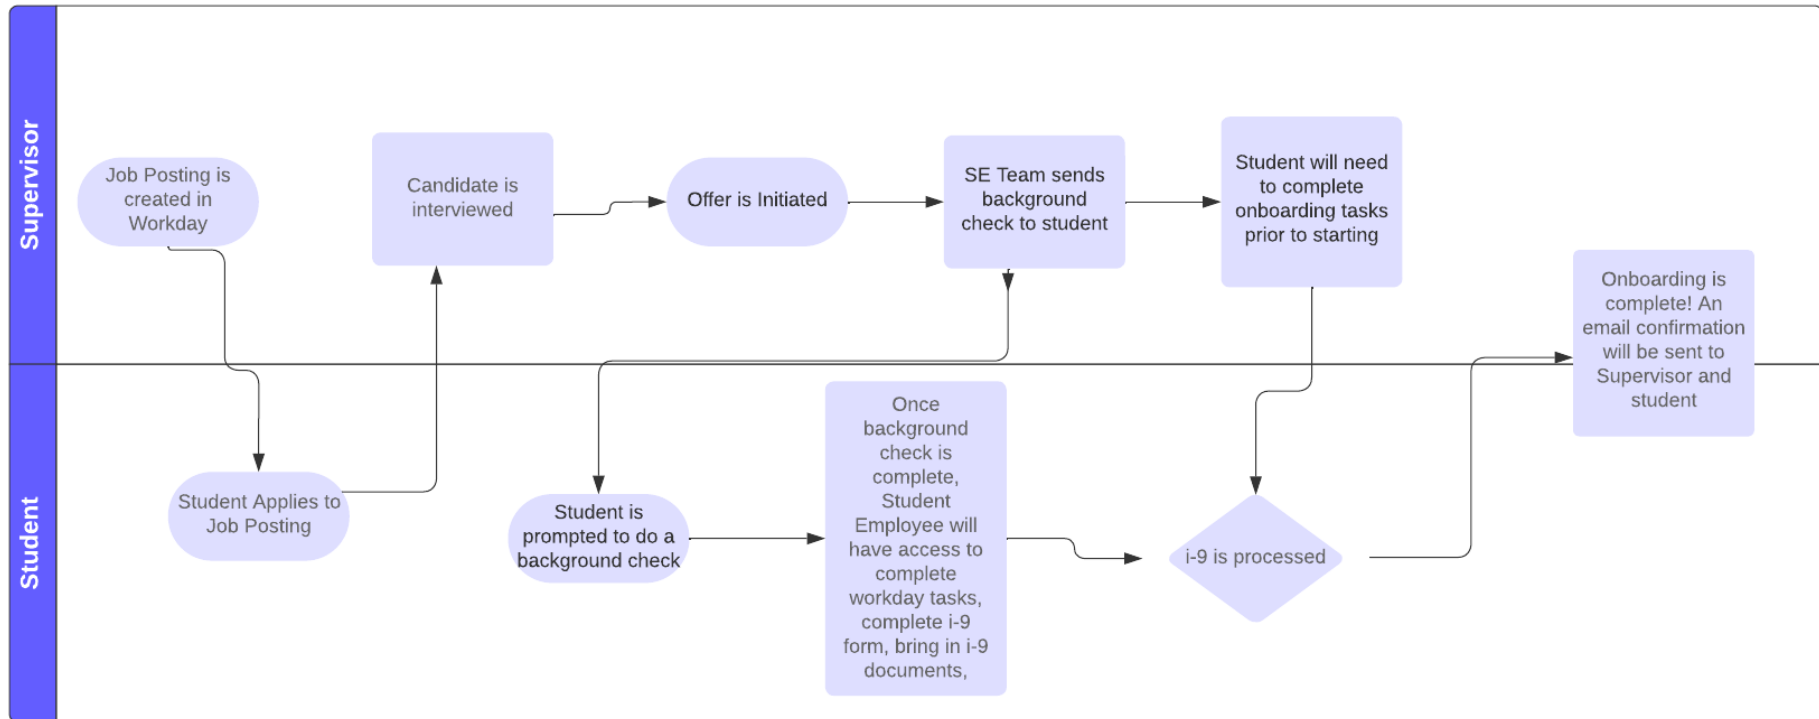 Supervisor
Job Posting is
created in
Workday
Candidate is
interviewed
Offer is Initiated
SE Team sends
background
check to student
Student will need
to complete
onboarding tasks
prior to starting
Onboarding is
complete! An
email confirmation
will be sent to
Supervisor and
student
Student
Student Applies to
Job Posting
Student is
prompted to do a
background check
Once
background
check is
complete,
Student
Employee will
have access to
complete
workday tasks,
complete i-9
form, bring in i-9
documents,
i-9 is processed